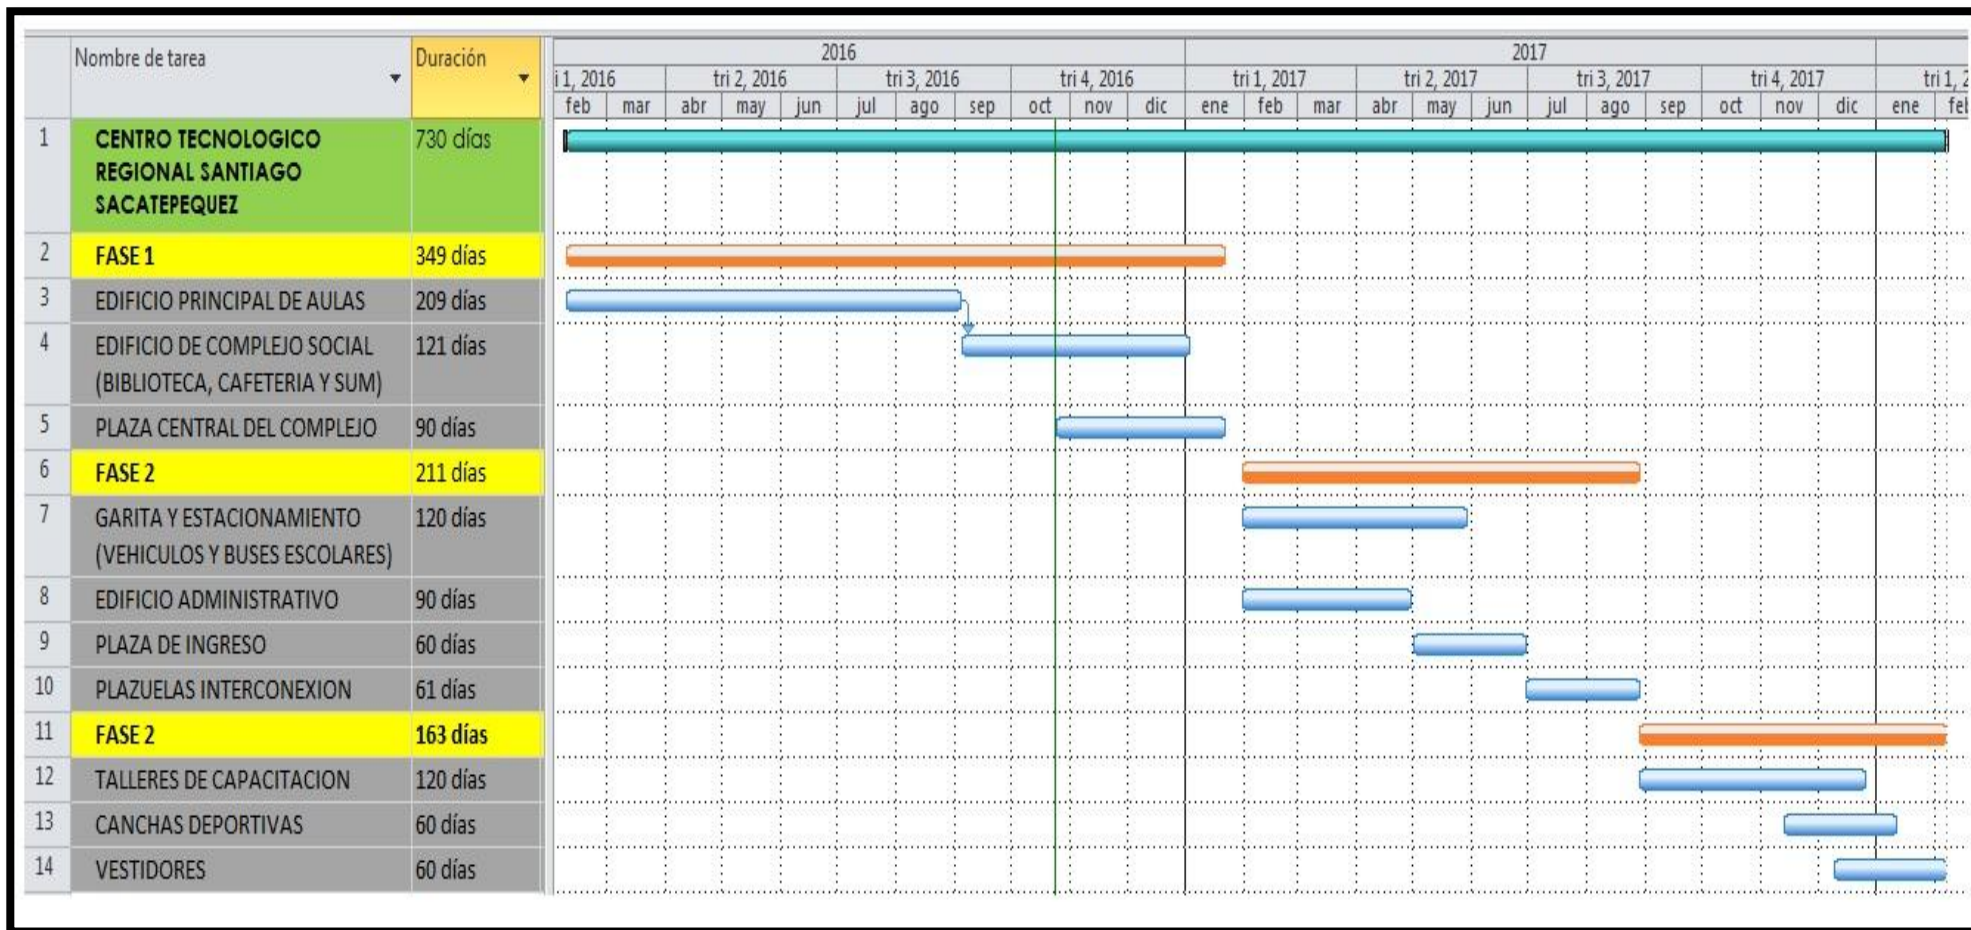 Nombre de tarea Duración
2016 2017
i 1, 2016 tri 2, 2016 tri 3, 2016 tri 4, 2016 tri 1, 2017 tri 2, 2017 tri 3, 2017 tri 4, 2017 tri 1, 2
feb mar abr may jun jul ago sep oct nov dic ene feb mar abr may jun jul ago sep oct nov dic ene feb
1 CENTRO TECNOLOGICO 730 días
REGIONAL SANTIAGO
SACATEPEQUEZ
2 FASE 1 349 días
3 EDIFICIO PRINCIPAL DE AULAS 209 días
4 EDIFICIO DE COMPLEJO SOCIAL 121 días
(BIBLIOTECA, CAFETERIA Y SUM)
5 PLAZA CENTRAL DEL COMPLEJO 90 días
6 FASE 2 211 días
7 GARITA Y ESTACIONAMIENTO 120 días
(VEHICULOS Y BUSES ESCOLARES)
8 EDIFICIO ADMINISTRATIVO 90 días
9 PLAZA DE INGRESO 60 días
10 PLAZUELAS INTERCONEXION 61 días
11 FASE 2 163 días
12 TALLERES DE CAPACITACION 120 días
13 CANCHAS DEPORTIVAS 60 días
14 VESTIDORES 60 días